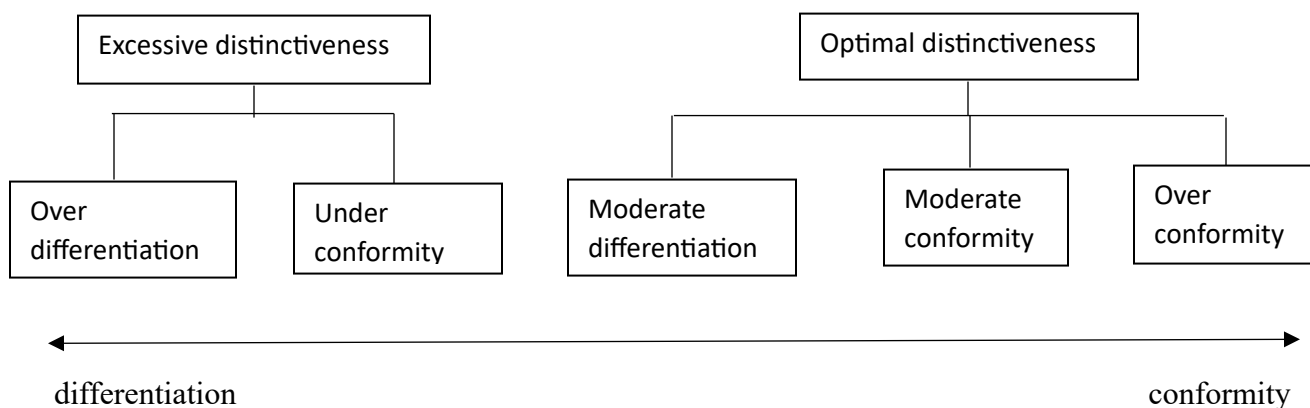 Excessive distinctiveness
Optimal distinctiveness
Over
differentiation
Under
conformity
Moderate
differentiation
Moderate
conformity
Over
conformity
differentiation
conformity